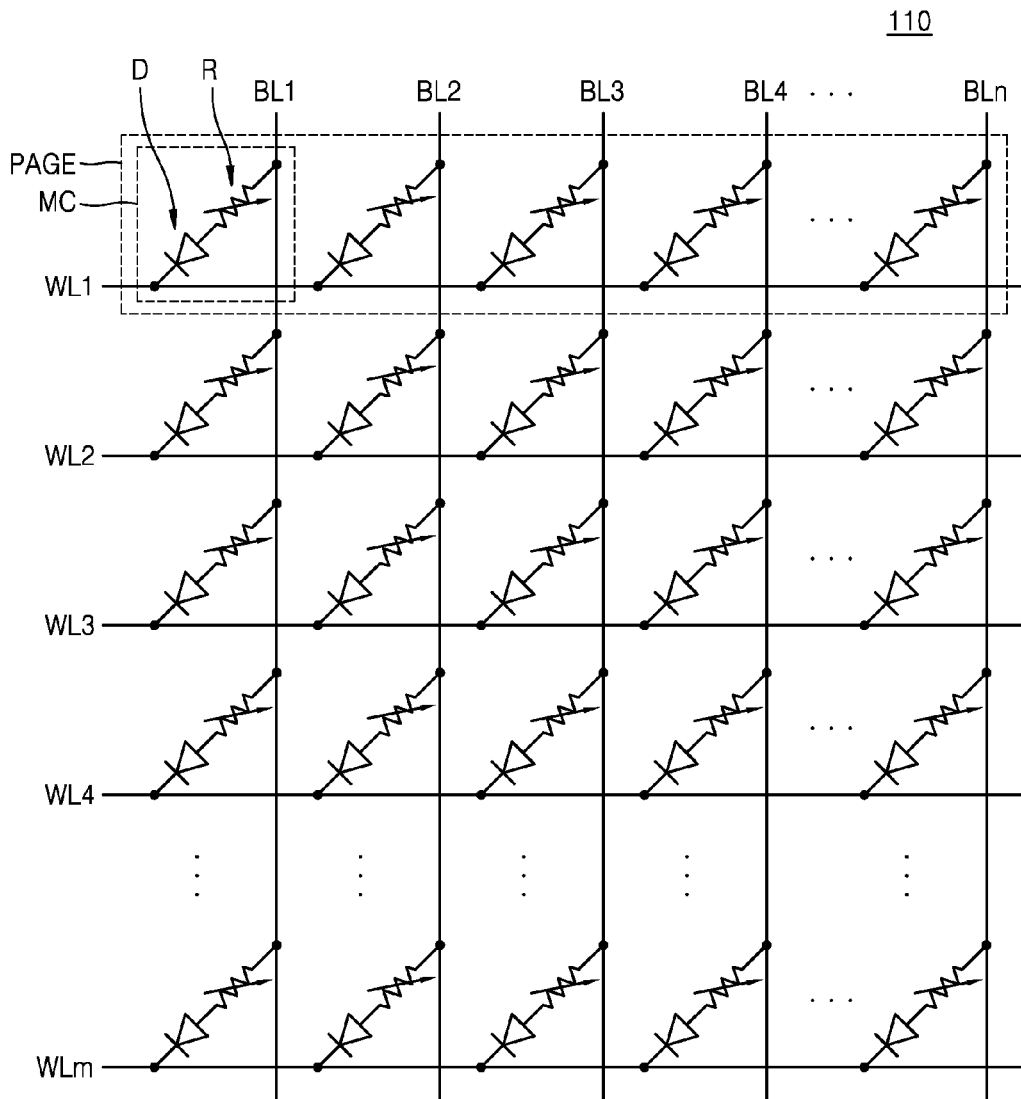 110
D R
BL1 BL2 BL3 BL4 . . . BLn
PAGE
MC
. . .
WL1
. . .
WL2
. . .
WL3
. . .
WL4
. . .
WLm